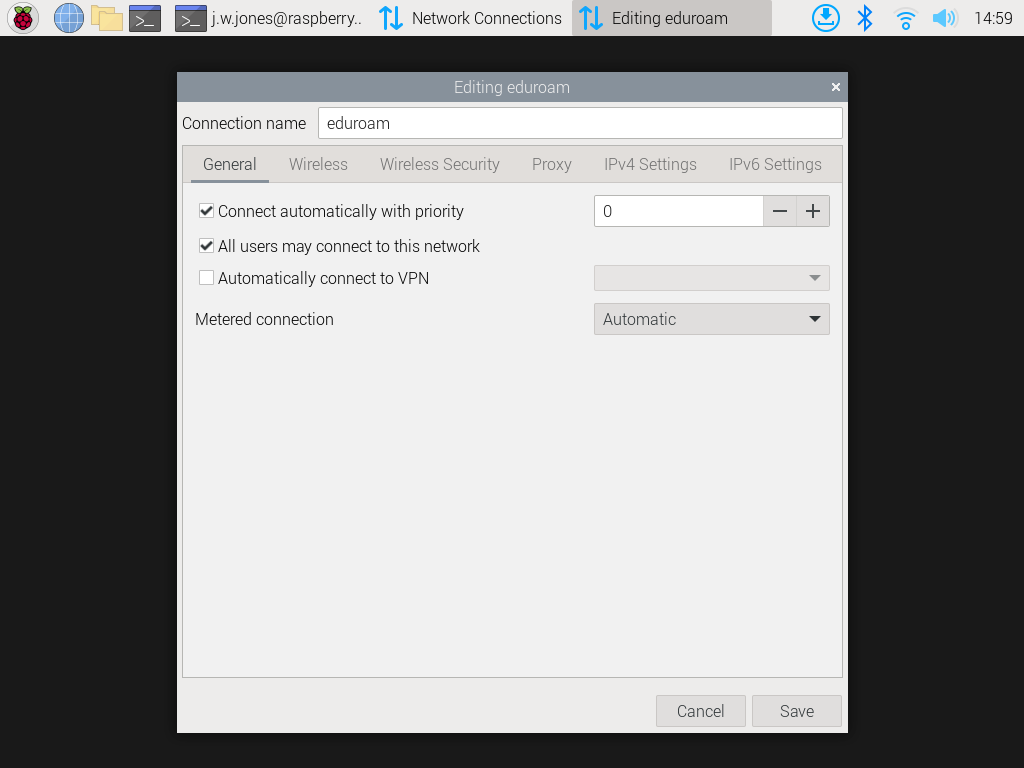 j.w.jones@raspberry.. Network Connections Editing eduroam 14:59
Editing eduroam
Connection name eduroam
General Wireless Wireless Security Proxy IPv4 Settings IPv6 Settings
Connect automatically with priority 0
All users may connect to this network
Automatically connect to VPN
Metered connection Automatic
Cancel Save